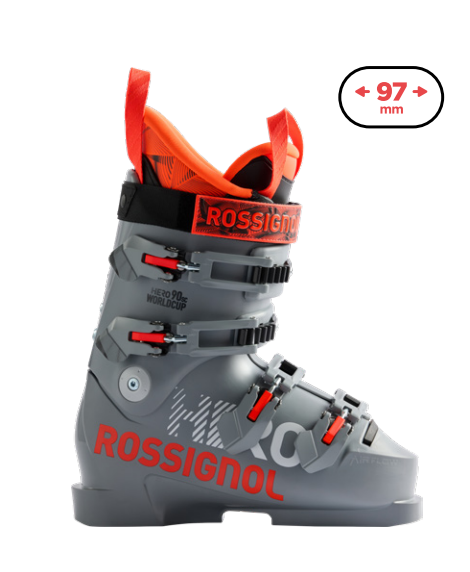 97
mm
ROSSIGNOL
HERO 90 SC
WORLDCUP
HERO
ROSSIGNOL